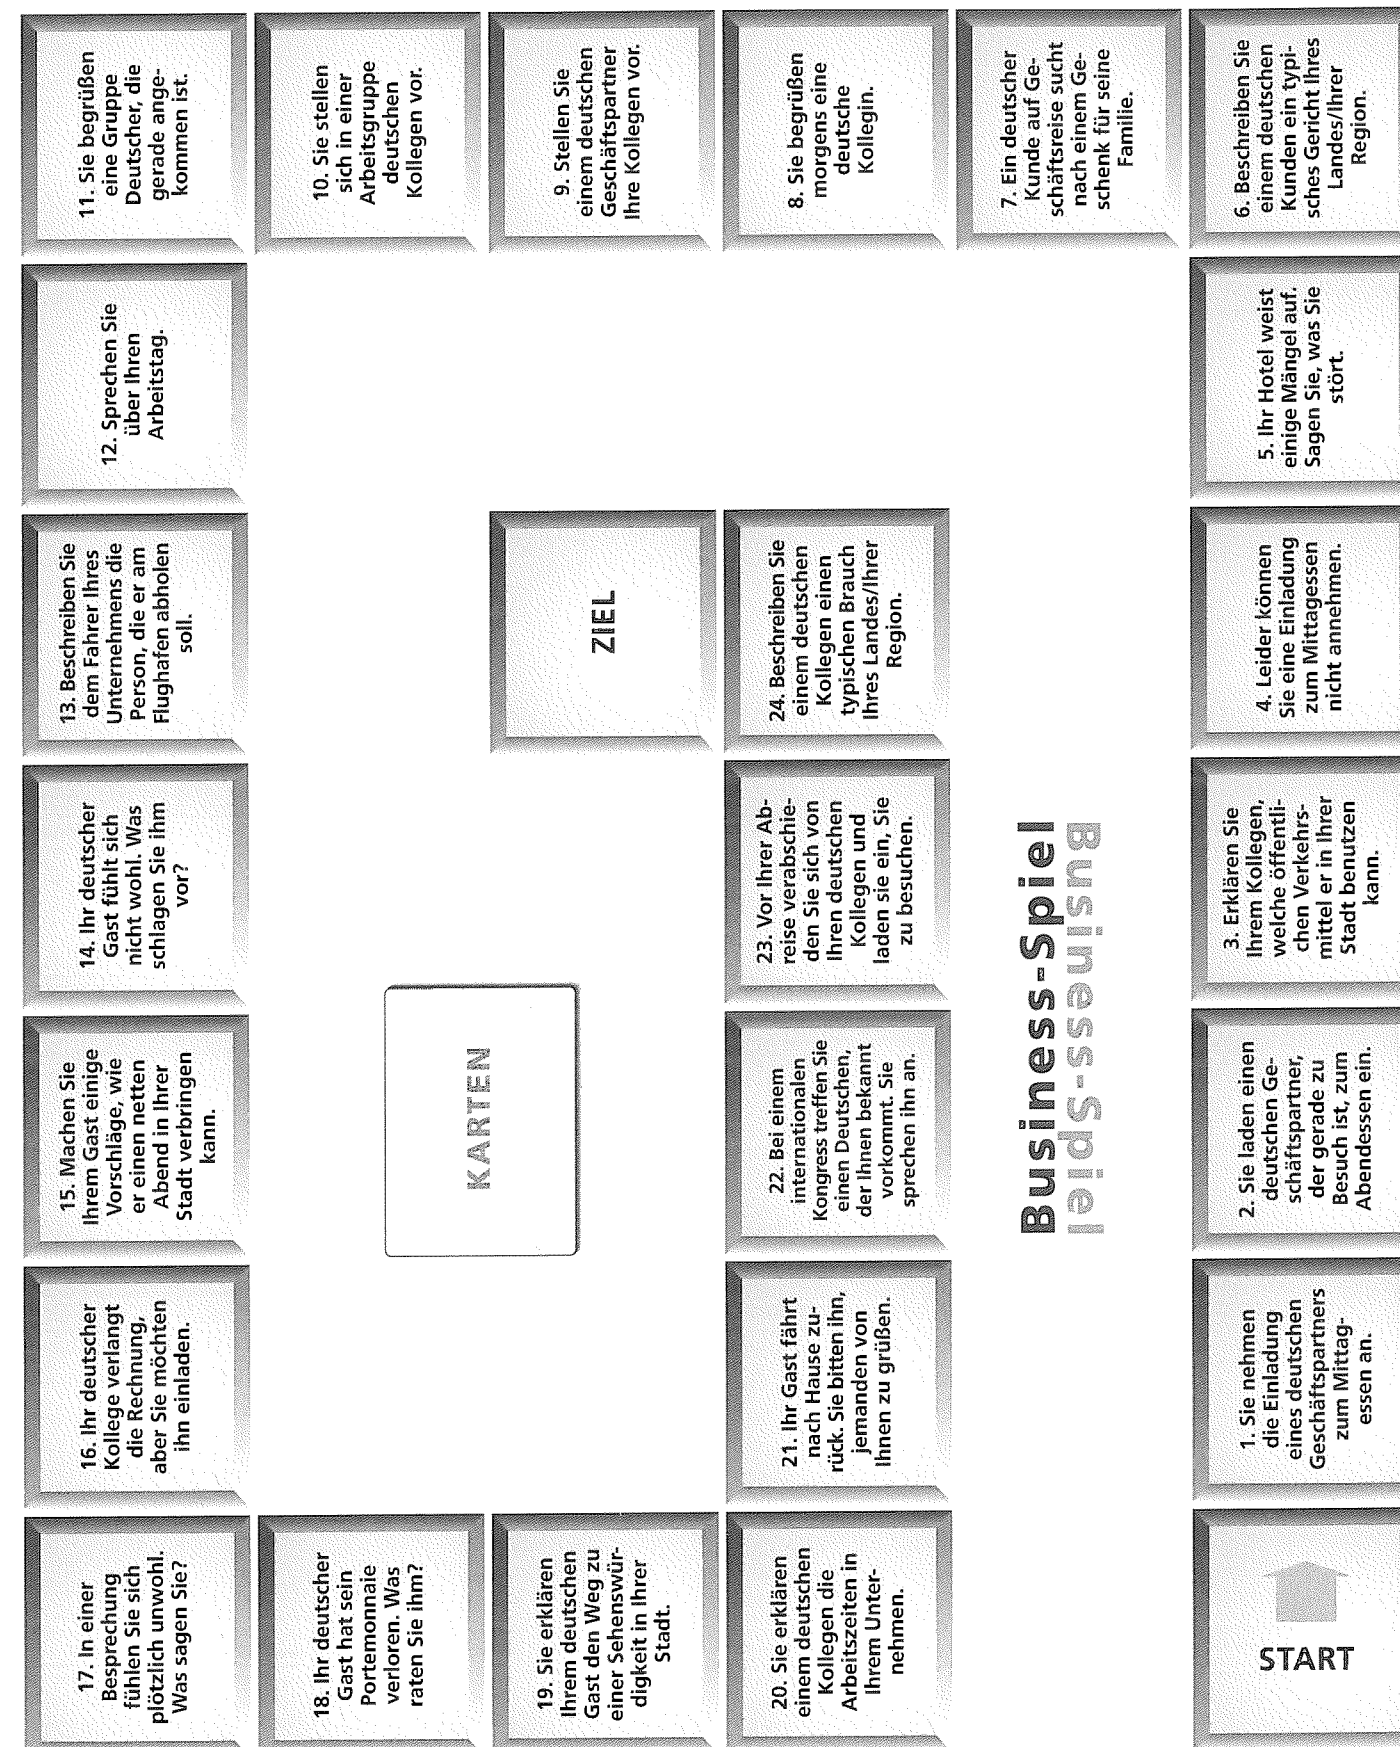 START
1. Sie nehmen
die Einladung
eines deutschen
Geschäftspartners
zum Mittag-
essen an.
2. Sie laden einen
deutschen Ge-
schäftspartner,
der gerade zu
Besuch ist, zum
Abendessen ein.
3. Erklären Sie
Ihrem Kollegen,
welche öffentli-
chen Verkehrs-
mittel er in Ihrer
Stadt benutzen
kann.
4. Leider können
Sie eine Einladung
zum Mittagessen
nicht annehmen.
5. Ihr Hotel weist
einige Mängel auf.
Sagen Sie, was Sie
stört.
6. Beschreiben Sie
einem deutschen
Kunden ein typi-
sches Gericht Ihres
Landes/Ihrer
Region.
7. Ein deutscher
Kunde auf Ge-
schäftsreise sucht
nach einem Ge-
schenk für seine
Familie.
8. Sie begrüßen
morgens eine
deutsche
Kollegin.
9. Stellen Sie
einem deutschen
Geschäftspartner
Ihre Kollegen vor.
10. Sie stellen
sich in einer
Arbeitsgruppe
deutschen
Kollegen vor.
11. Sie begrüßen
eine Gruppe
Deutscher, die
gerade ange-
kommen ist.
12. Sprechen Sie
über Ihren
Arbeitstag.
13. Beschreiben Sie
dem Fahrer Ihres
Unternehmens die
Person, die er am
Flughafen abholen
soll.
14. Ihr deutscher
Gast fühlt sich
nicht wohl. Was
schlagen Sie ihm
vor?
15. Machen Sie
Ihrem Gast einige
Vorschläge, wie
er einen netten
Abend in Ihrer
Stadt verbringen
kann.
16. Ihr deutscher
Kollege verlangt
die Rechnung,
aber Sie möchten
ihn einladen.
17. In einer
Besprechung
fühlen Sie sich
plötzlich unwohl.
Was sagen Sie?
18. Ihr deutscher
Gast hat sein
Portemonnaie
verloren. Was
raten Sie ihm?
19. Sie erklären
Ihrem deutschen
Gast den Weg zu
einer Sehenswür-
digkeit in Ihrer
Stadt.
20. Sie erklären
einem deutschen
Kollegen die
Arbeitszeiten in
Ihrem Unter-
nehmen.
21. Ihr Gast fährt
nach Hause zu-
rück. Sie bitten ihn,
jemanden von
Ihnen zu grüßen.
22. Bei einem
internationalen
Kongress treffen Sie
einen Deutschen,
der Ihnen bekannt
vorkommt. Sie
sprechen ihn an.
23. Vor Ihrer Ab-
reise verabschie-
den Sie sich von
Ihren deutschen
Kollegen und
laden sie ein, Sie
zu besuchen.
24. Beschreiben Sie
einem deutschen
Kollegen einen
typischen Brauch
Ihres Landes/Ihrer
Region.
ZIEL
KARTEN
Business-Spiel
Business-Spiel